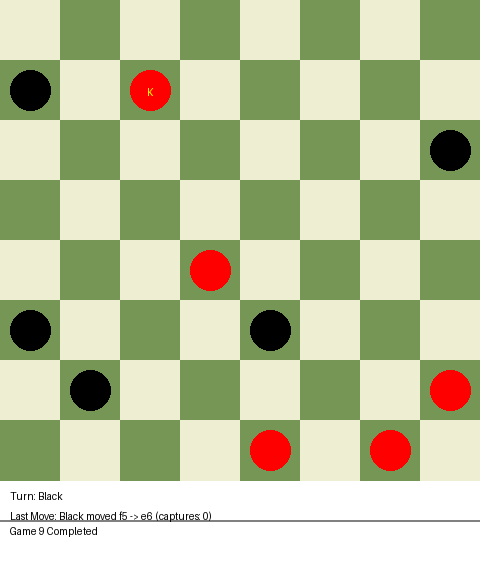 K
Turn: Black
Last Move: Black moved f5 -> e6 (captures: 0)
Game 9 Completed